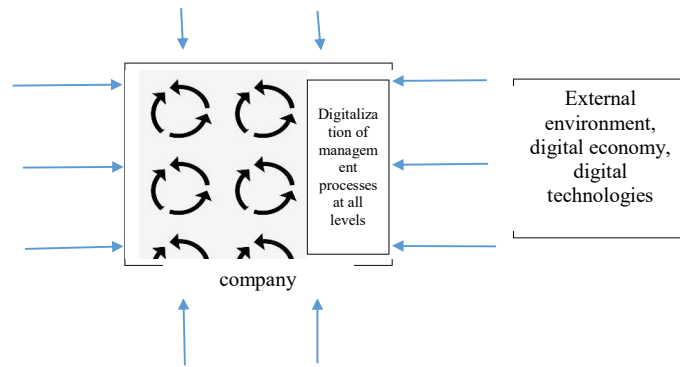 Digitaliza
tion of
managem
ent
processes
at all
levels
External
environment,
digital economy,
digital
technologies
company